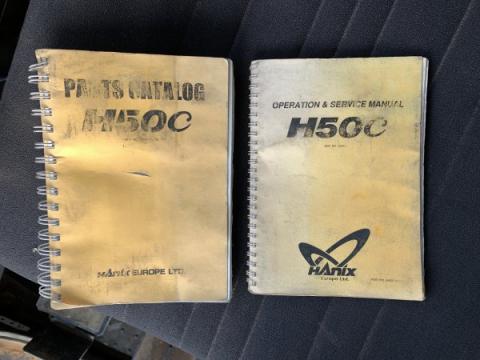 PARTS CATALOG
H50C
HANIX EUROPE LTD.
OPERATION & SERVICE MANUAL
H50C
HANIX
Europe Ltd.